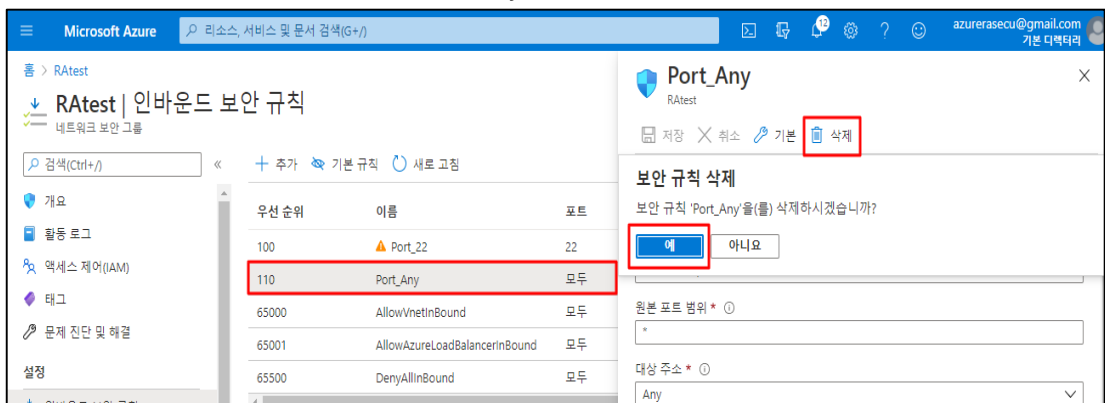 Microsoft Azure
리소스, 서비스 및 문서 검색(G+/)
12
azurerasecu@gmail.com
기본 디렉터리
홈 > RAtest
RAtest | 인바운드 보안 규칙
네트워크 보안 그룹
검색(Ctrl+/)
«
추가
기본 규칙
새로 고침
개요
활동 로그
액세스 제어(IAM)
태그
문제 진단 및 해결
설정
우선 순위 이름 포트
100 Port_22 22
110 Port_Any 모두
65000 AllowVnetInBound 모두
65001 AllowAzureLoadBalancerInBound 모두
65500 DenyAllInBound 모두
Port_Any
RAtest
저장 취소 기본 삭제
보안 규칙 삭제
보안 규칙 'Port_Any'을(를) 삭제하시겠습니까?
예 아니요
원본 포트 범위 *
*
대상 주소 *
Any